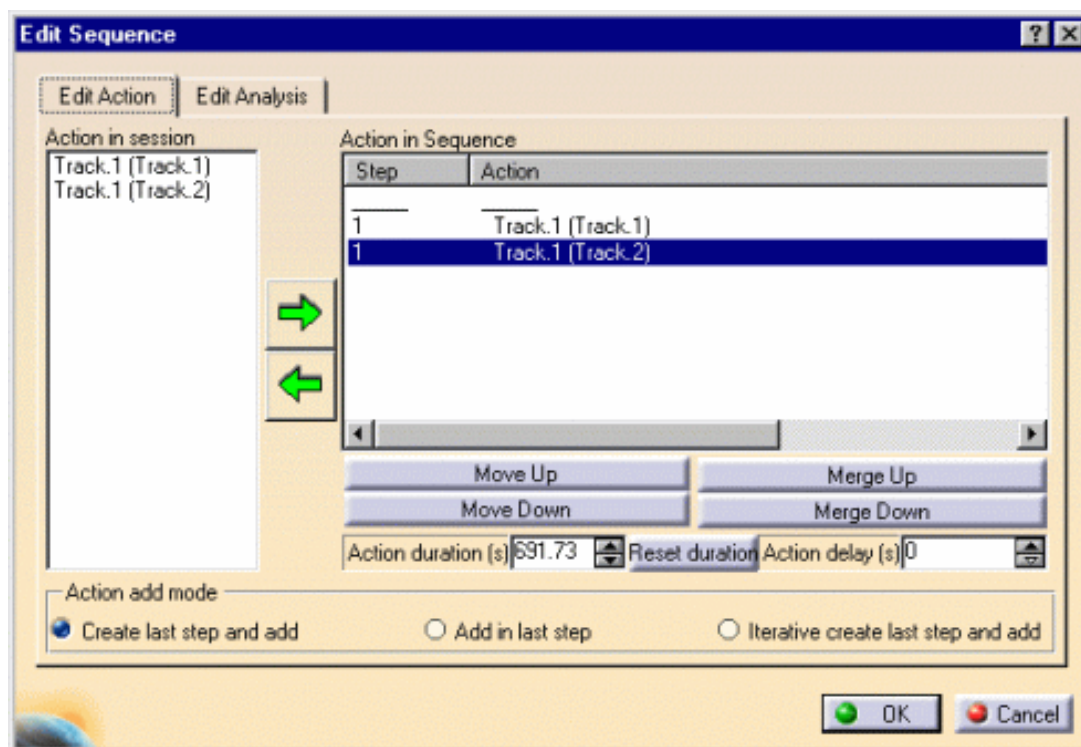 Edit Sequence
Edit Action
Edit Analysis
Action in session
Track.1 (Track.1)
Track.1 (Track.2)
Action in Sequence
Step Action
1 Track.1 (Track.1)
1 Track.1 (Track.2)
Move Up
Merge Up
Move Down
Merge Down
Action duration (s) 691.73 Reset duration Action delay (s) 0
Action add mode
Create last step and add
Add in last step
Iterative create last step and add
OK
Cancel